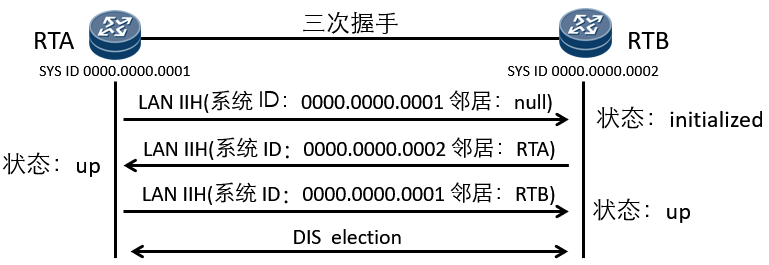 三次握手
RTA
RTB
SYS ID 0000.0000.0001
SYS ID 0000.0000.0002
LAN IIH(系统 ID：0000.0000.0001 邻居：null)
状态：initialized
LAN IIH(系统 ID：0000.0000.0002 邻居：RTA)
状态：up
LAN IIH(系统 ID：0000.0000.0001 邻居：RTB)
状态：up
DIS election